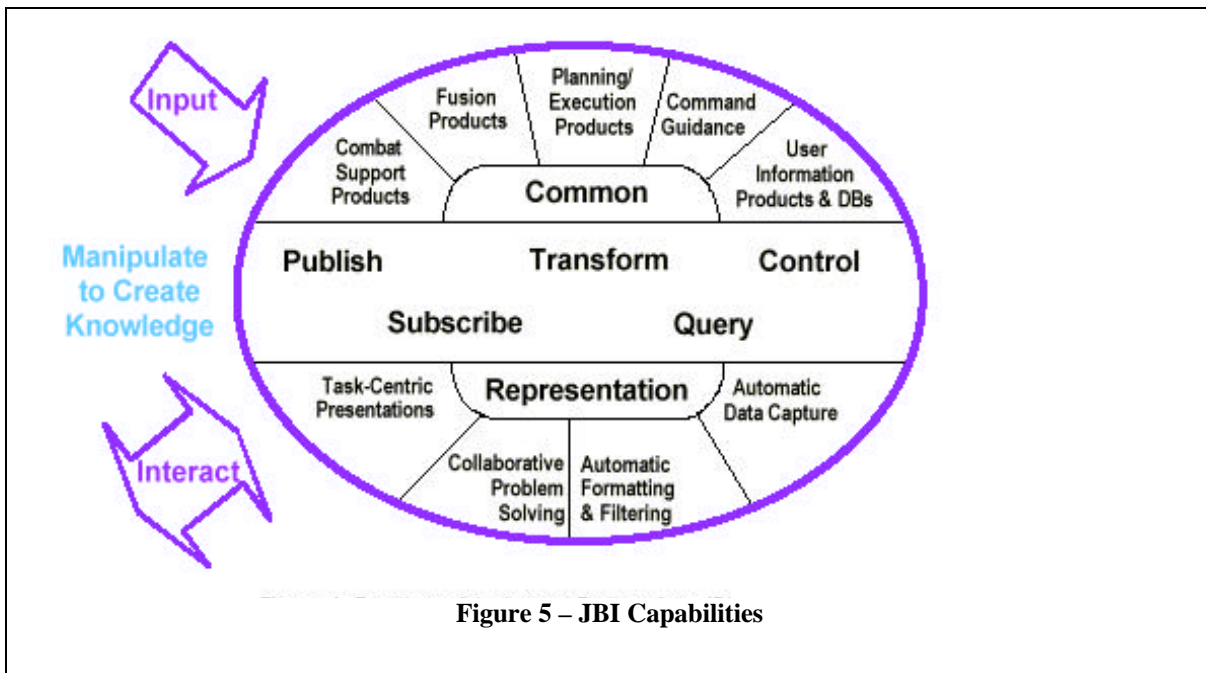 Input
Combat
Support
Products
Fusion
Products
Planning/
Execution
Products
Command
Guidance
User
Information
Products & DBs
Common
Manipulate
to Create
Knowledge
Publish
Transform
Control
Subscribe
Query
Interact
Task-Centric
Presentations
Representation
Automatic
Data Capture
Collaborative
Problem
Solving
Automatic
Formatting
& Filtering
Figure 5 – JBI Capabilities